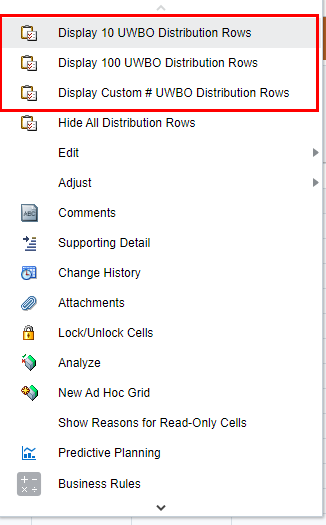 Display 10 UWBO Distribution Rows
Display 100 UWBO Distribution Rows
Display Custom # UWBO Distribution Rows
Hide All Distribution Rows
Edit
Adjust
ABC Comments
Supporting Detail
Change History
Attachments
Lock/Unlock Cells
Analyze
New Ad Hoc Grid
Show Reasons for Read-Only Cells
Predictive Planning
Business Rules